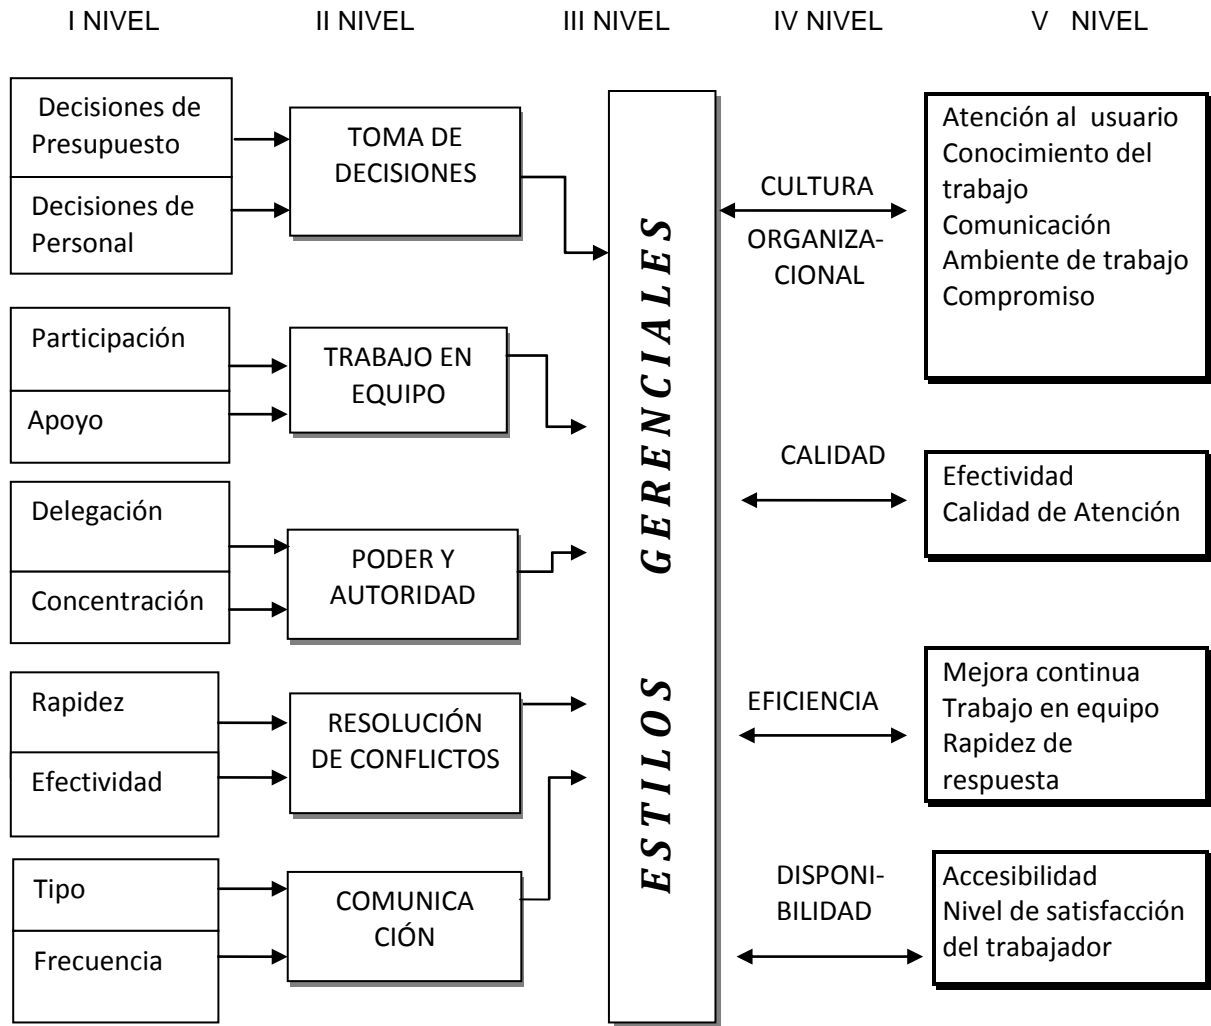 I NIVEL
II NIVEL
III NIVEL
IV NIVEL
V NIVEL
Decisiones de
Presupuesto
Decisiones de
Personal
TOMA DE
DECISIONES
Participación
Apoyo
TRABAJO EN
EQUIPO
Delegación
Concentración
PODER Y
AUTORIDAD
Rapidez
Efectividad
RESOLUCIÓN
DE CONFLICTOS
Tipo
Frecuencia
COMUNICA
CIÓN
ESTILOS GERENCIALES
CULTURA
ORGANIZA-
CIONAL
CALIDAD
EFICIENCIA
DISPONI-
BILIDAD
Atención al usuario
Conocimiento del
trabajo
Comunicación
Ambiente de trabajo
Compromiso
Efectividad
Calidad de Atención
Mejora continua
Trabajo en equipo
Rapidez de
respuesta
Accesibilidad
Nivel de satisfacción
del trabajador